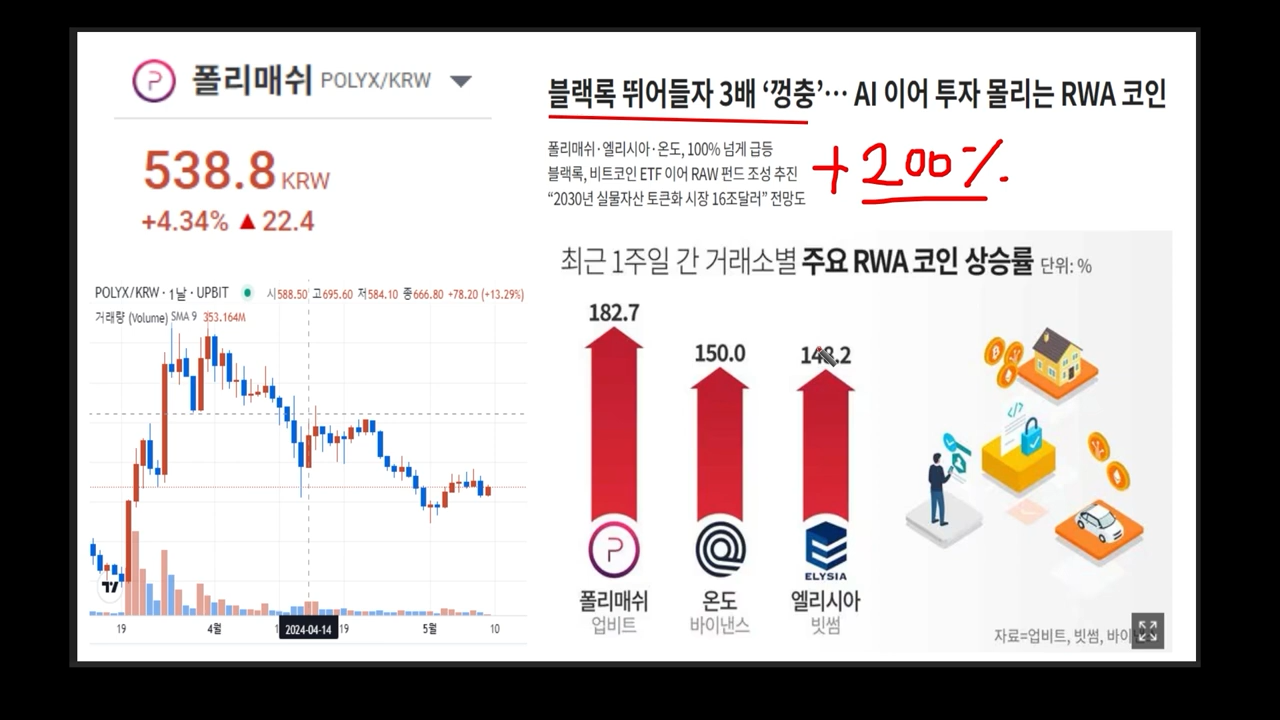 폴리매쉬 POLYX/KRW
538.8 KRW
+4.34% ▲ 22.4
POLYX/KRW · 1날 · UPBIT 시588.50 고695.60 저584.10 종666.80 +78.20 (+13.29%)
거래량 (Volume) SMA 9 353.164M
19 4월 2024-04-14 19 5월 10
블랙록 뛰어들자 3배 ‘껑충’… AI 이어 투자 몰리는 RWA 코인
폴리매쉬·엘리시아·온도, 100% 넘게 급등
블랙록, 비트코인 ETF 이어 RAW 펀드 조성 추진
“2030년 실물자산 토큰화 시장 16조달러” 전망도
+200%
최근 1주일 간 거래소별 주요 RWA 코인 상승률 단위: %
182.7
150.0
ELYSIA
폴리매쉬 온도 엘리시아
업비트 바이낸스 빗썸
자료=업비트, 빗썸,